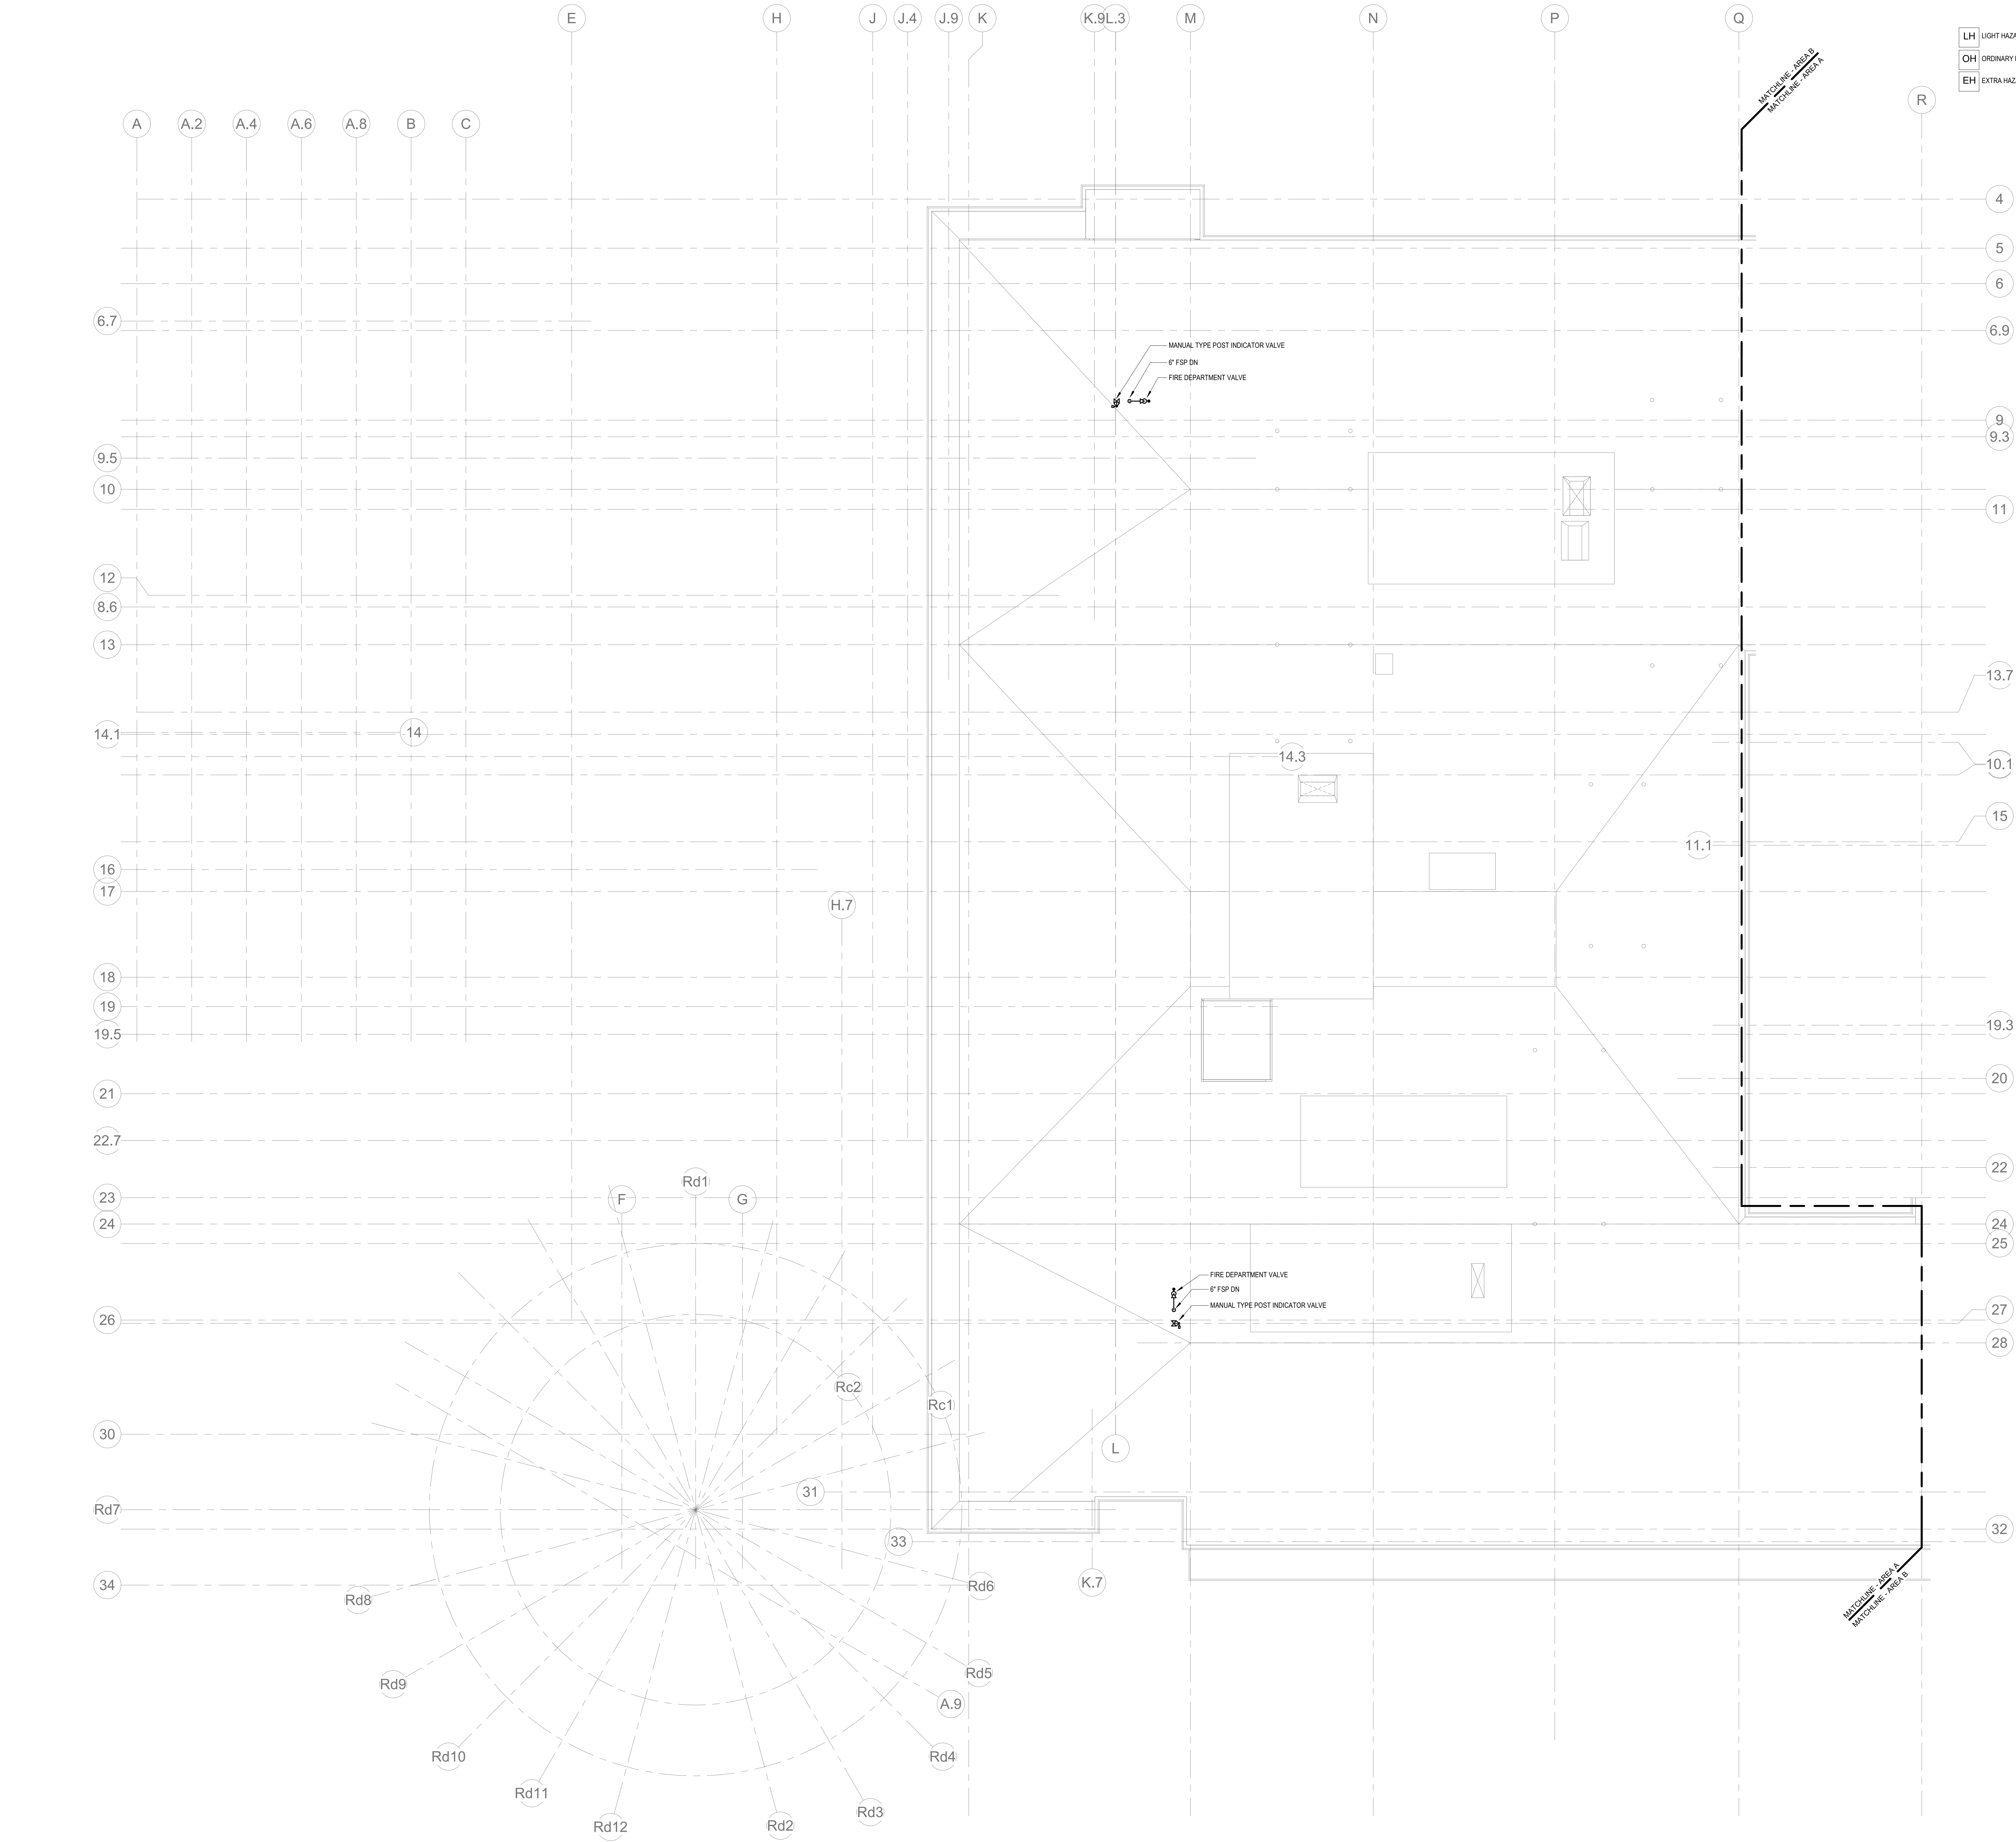 E H J J.4 J.9 K K.9 L.3 M N P Q
LH LIGHT HAZA
OH ORDINARY
EH EXTRA HAZ
MATCHLINE - AREA B
MATCHLINE - AREA A
R
A A.2 A.4 A.6 A.8 B C
4
5
6
6.7
6.9
MANUAL TYPE POST INDICATOR VALVE
6" FSP DN
FIRE DEPARTMENT VALVE
9
9.3
9.5
10
11
12
8.6
13
13.7
14.1
14
14.3
10.1
15
11.1
16
17
H.7
18
19
19.5
19.3
20
21
22.7
22
Rd1
23
F
G
24
24
25
FIRE DEPARTMENT VALVE
6" FSP DN
MANUAL TYPE POST INDICATOR VALVE
26
27
28
Rc2
Rc1
30
L
31
Rd7
32
33
34
Rd8
Rd6
K.7
MATCHLINE - AREA A
MATCHLINE - AREA B
Rd5
Rd9
A.9
Rd10
Rd4
Rd11
Rd3
Rd12
Rd2